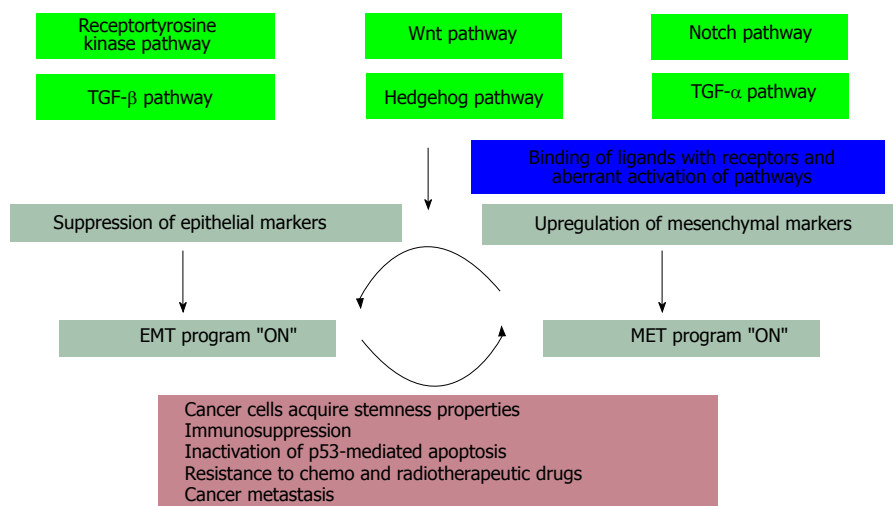 Receptortyrosine
kinase pathway
Wnt pathway
Notch pathway
TGF-β pathway
Hedgehog pathway
TGF-α pathway
Binding of ligands with receptors and
aberrant activation of pathways
Suppression of epithelial markers
Upregulation of mesenchymal markers
EMT program "ON"
MET program "ON"
Cancer cells acquire stemness properties
Immunosuppression
Inactivation of p53-mediated apoptosis
Resistance to chemo and radiotherapeutic drugs
Cancer metastasis